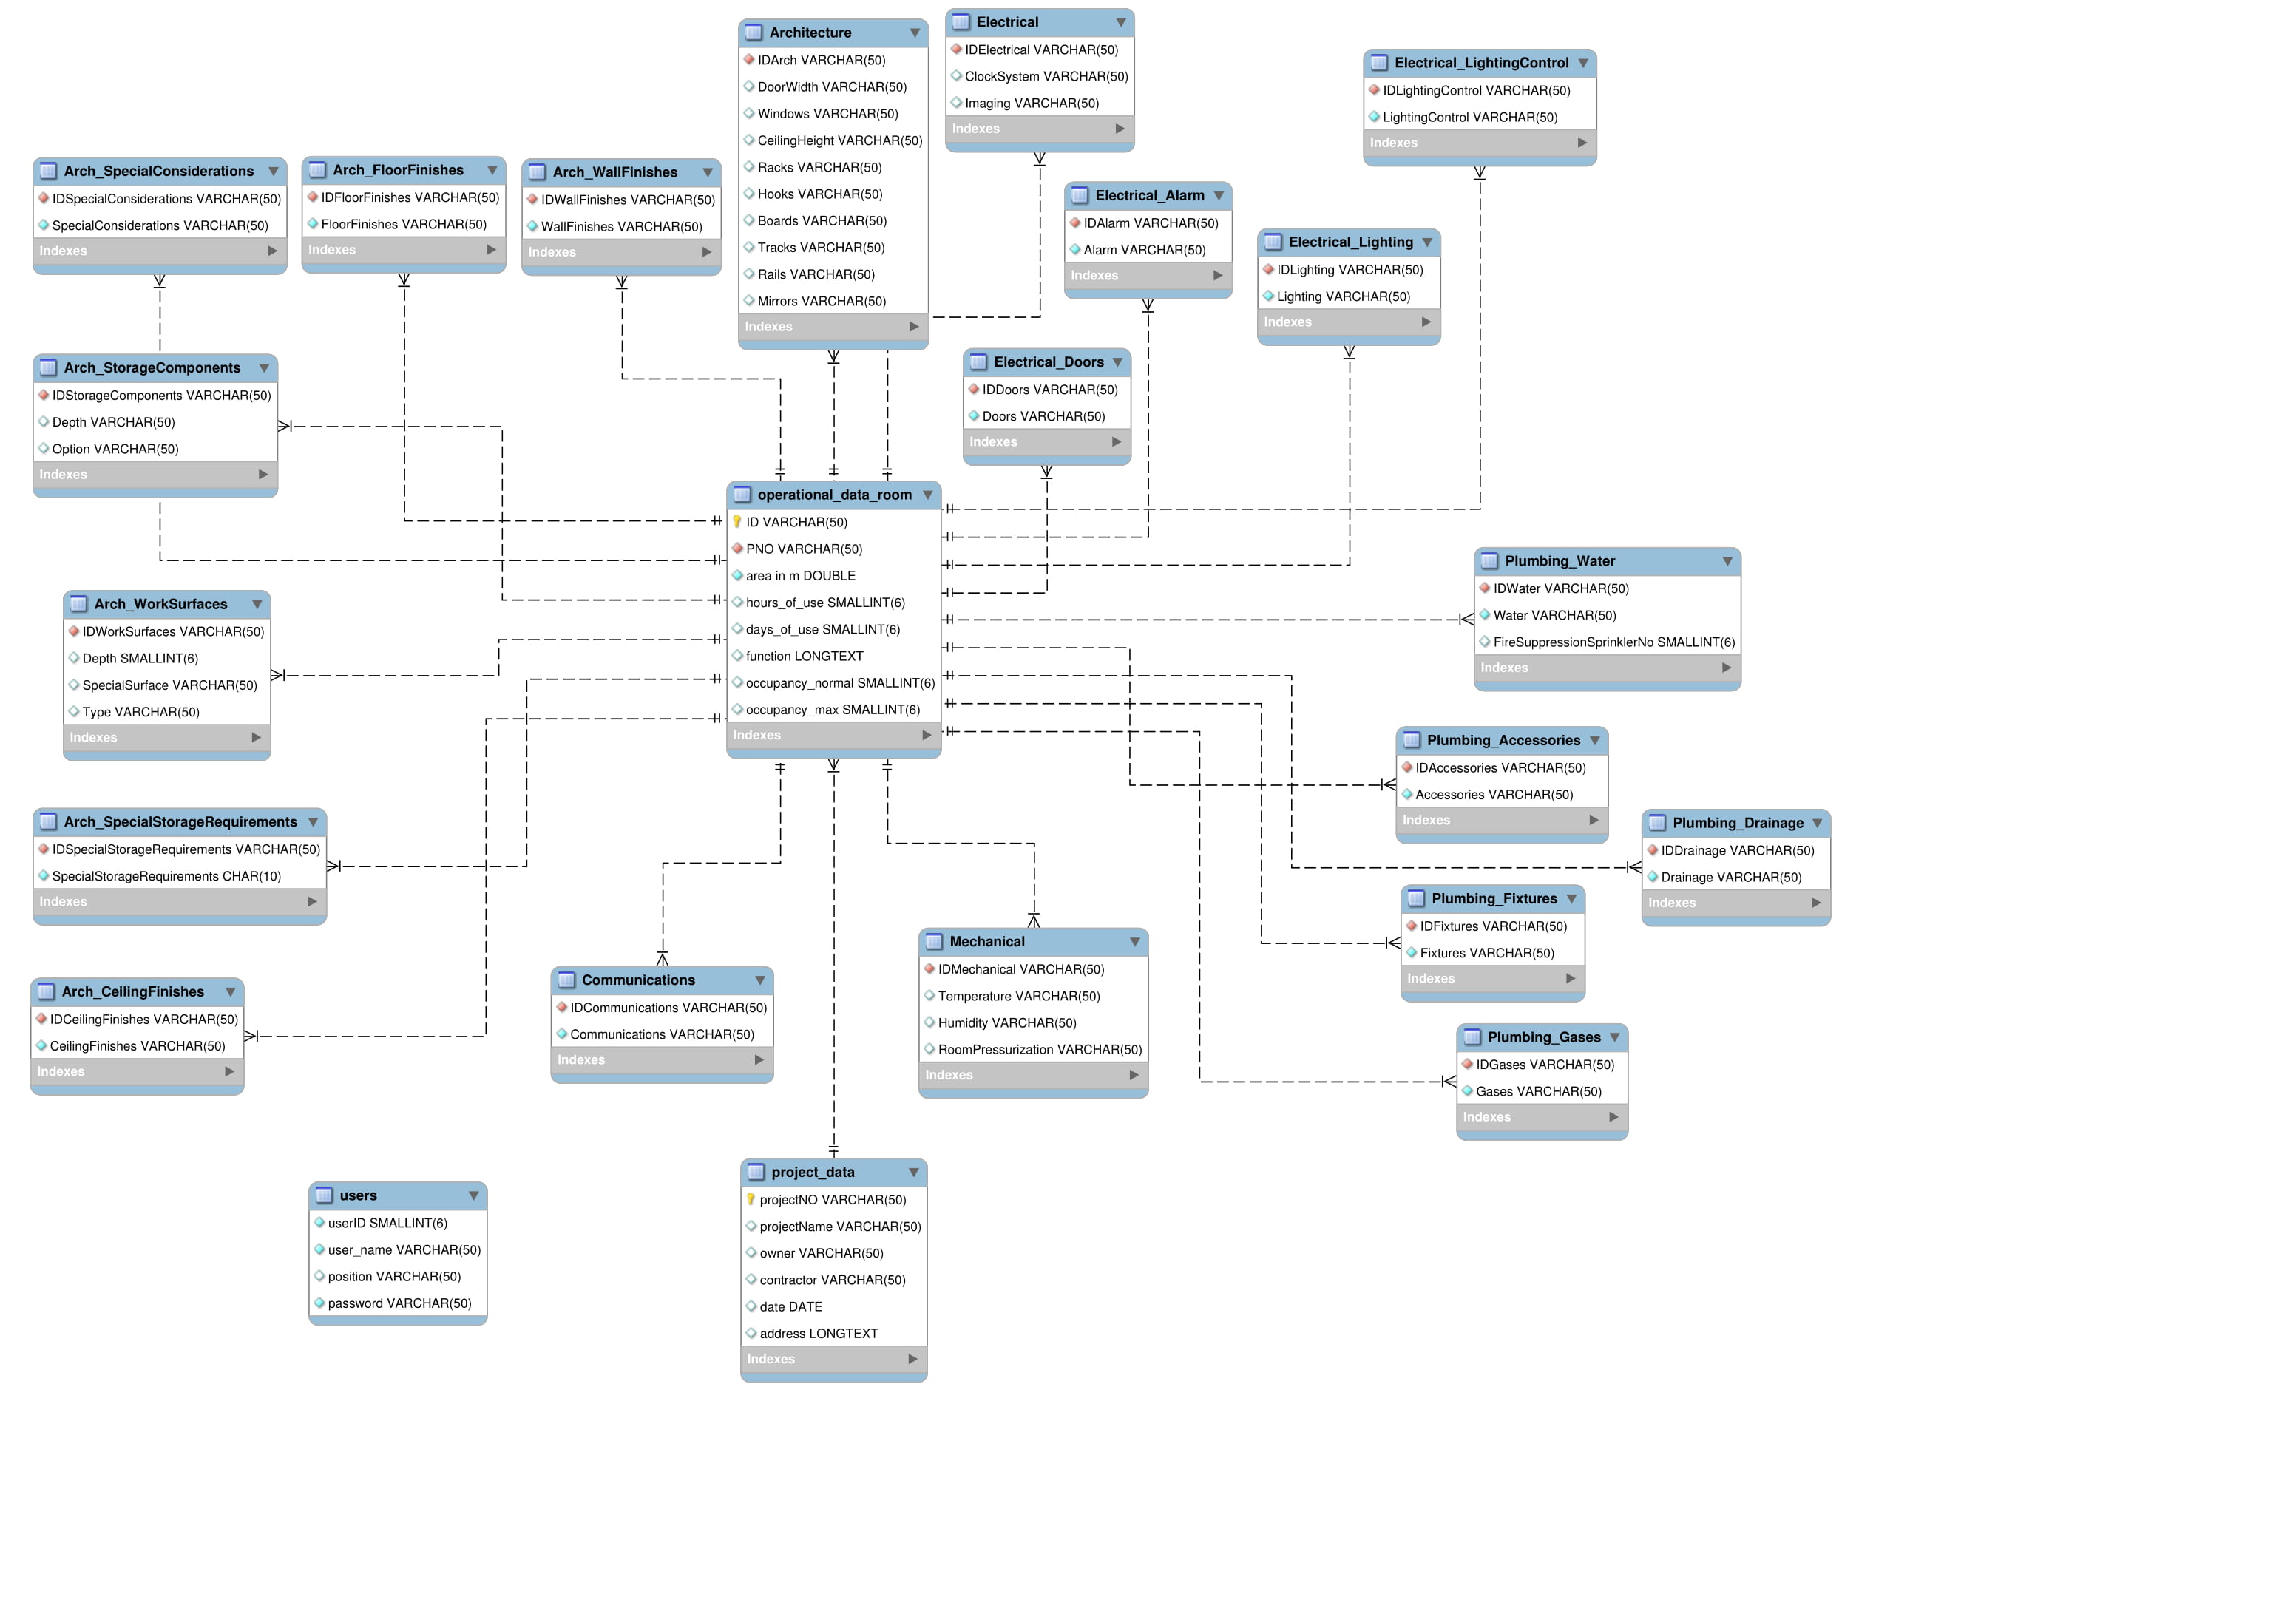 Architecture
IDArch VARCHAR(50)
DoorWidth VARCHAR(50)
Windows VARCHAR(50)
CeilingHeight VARCHAR(50)
Racks VARCHAR(50)
Hooks VARCHAR(50)
Boards VARCHAR(50)
Tracks VARCHAR(50)
Rails VARCHAR(50)
Mirrors VARCHAR(50)
Indexes
Electrical
IDElectrical VARCHAR(50)
ClockSystem VARCHAR(50)
Imaging VARCHAR(50)
Indexes
Electrical_LightingControl
IDLightingControl VARCHAR(50)
LightingControl VARCHAR(50)
Indexes
Arch_SpecialConsiderations
IDSpecialConsiderations VARCHAR(50)
SpecialConsiderations VARCHAR(50)
Indexes
Arch_FloorFinishes
IDFloorFinishes VARCHAR(50)
FloorFinishes VARCHAR(50)
Indexes
Arch_WallFinishes
IDWallFinishes VARCHAR(50)
WallFinishes VARCHAR(50)
Indexes
Electrical_Alarm
IDAlarm VARCHAR(50)
Alarm VARCHAR(50)
Indexes
Electrical_Lighting
IDLighting VARCHAR(50)
Lighting VARCHAR(50)
Indexes
Arch_StorageComponents
IDStorageComponents VARCHAR(50)
Depth VARCHAR(50)
Option VARCHAR(50)
Indexes
Electrical_Doors
IDDoors VARCHAR(50)
Doors VARCHAR(50)
Indexes
operational_data_room
ID VARCHAR(50)
PNO VARCHAR(50)
area in m DOUBLE
hours_of_use SMALLINT(6)
days_of_use SMALLINT(6)
function LONGTEXT
occupancy_normal SMALLINT(6)
occupancy_max SMALLINT(6)
Indexes
Plumbing_Water
IDWater VARCHAR(50)
Water VARCHAR(50)
FireSuppressionSprinklerNo SMALLINT(6)
Indexes
Arch_WorkSurfaces
IDWorkSurfaces VARCHAR(50)
Depth SMALLINT(6)
SpecialSurface VARCHAR(50)
Type VARCHAR(50)
Indexes
Plumbing_Accessories
IDAccessories VARCHAR(50)
Accessories VARCHAR(50)
Indexes
Arch_SpecialStorageRequirements
IDSpecialStorageRequirements VARCHAR(50)
SpecialStorageRequirements CHAR(10)
Indexes
Plumbing_Drainage
IDDrainage VARCHAR(50)
Drainage VARCHAR(50)
Indexes
Plumbing_Fixtures
IDFixtures VARCHAR(50)
Fixtures VARCHAR(50)
Indexes
Mechanical
IDMechanical VARCHAR(50)
Temperature VARCHAR(50)
Humidity VARCHAR(50)
RoomPressurization VARCHAR(50)
Indexes
Communications
IDCommunications VARCHAR(50)
Communications VARCHAR(50)
Indexes
Arch_CeilingFinishes
IDCeilingFinishes VARCHAR(50)
CeilingFinishes VARCHAR(50)
Indexes
Plumbing_Gases
IDGases VARCHAR(50)
Gases VARCHAR(50)
Indexes
project_data
projectNO VARCHAR(50)
projectName VARCHAR(50)
owner VARCHAR(50)
contractor VARCHAR(50)
date DATE
address LONGTEXT
Indexes
users
userID SMALLINT(6)
user_name VARCHAR(50)
position VARCHAR(50)
password VARCHAR(50)